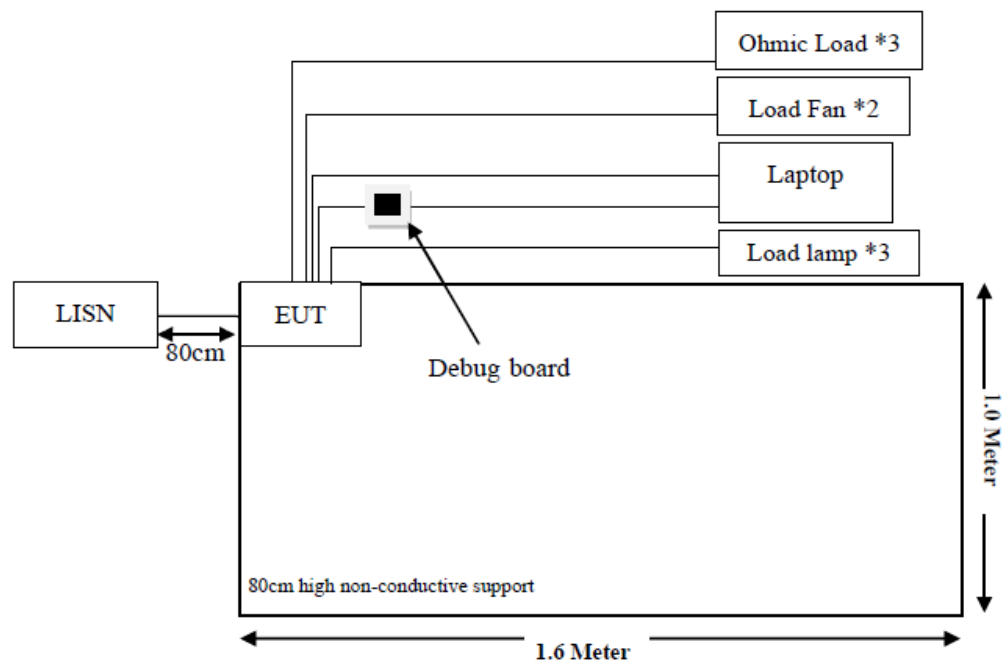 Ohmic Load *3
Load Fan *2
Laptop
Load lamp *3
LISN
EUT
80cm
Debug board
1.0 Meter
80cm high non-conductive support
1.6 Meter